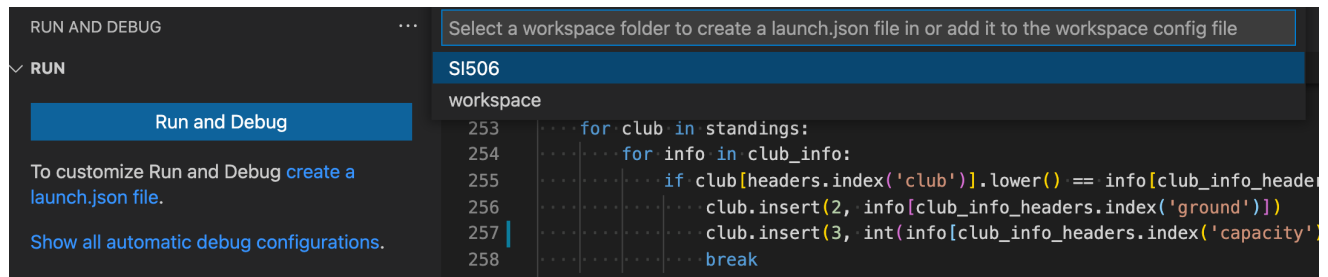 RUN AND DEBUG
···
RUN
Run and Debug
To customize Run and Debug create a
launch.json file.
Show all automatic debug configurations.
Select a workspace folder to create a launch.json file in or add it to the workspace config file
SI506
workspace
253 for club in standings:
254 for info in club_info:
255 if club[headers.index('club')].lower() == info[club_info_header
256 club.insert(2, info[club_info_headers.index('ground')])
257 club.insert(3, int(info[club_info_headers.index('capacity')
258 break